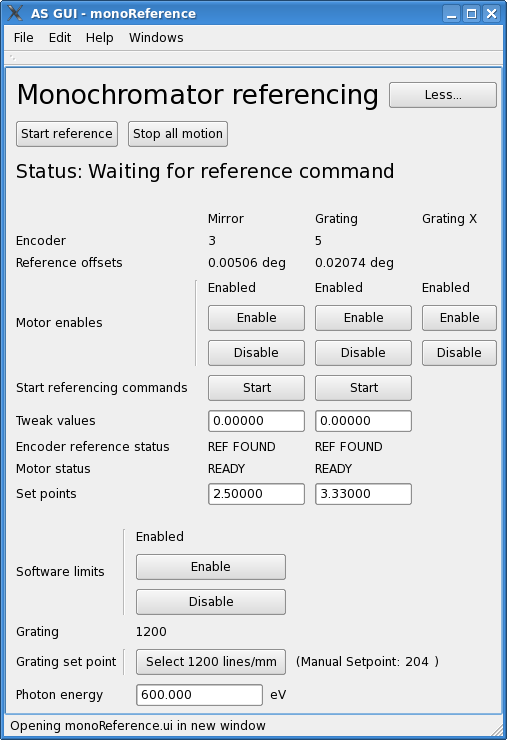 AS GUI - monoReference
File Edit Help Windows
Monochromator referencing Less...
Start reference Stop all motion
Status: Waiting for reference command
Mirror Grating Grating X
Encoder 3 5
Reference offsets 0.00506 deg 0.02074 deg
Enabled Enabled Enabled
Motor enables
Enable Enable Enable
Disable Disable Disable
Start referencing commands Start Start
Tweak values 0.00000 0.00000
Encoder reference status REF FOUND REF FOUND
Motor status READY READY
Set points 2.50000 3.33000
Enabled
Software limits
Enable
Disable
Grating 1200
Grating set point Select 1200 lines/mm (Manual Setpoint: 204 )
Photon energy 600.000 eV
Opening monoReference.ui in new window